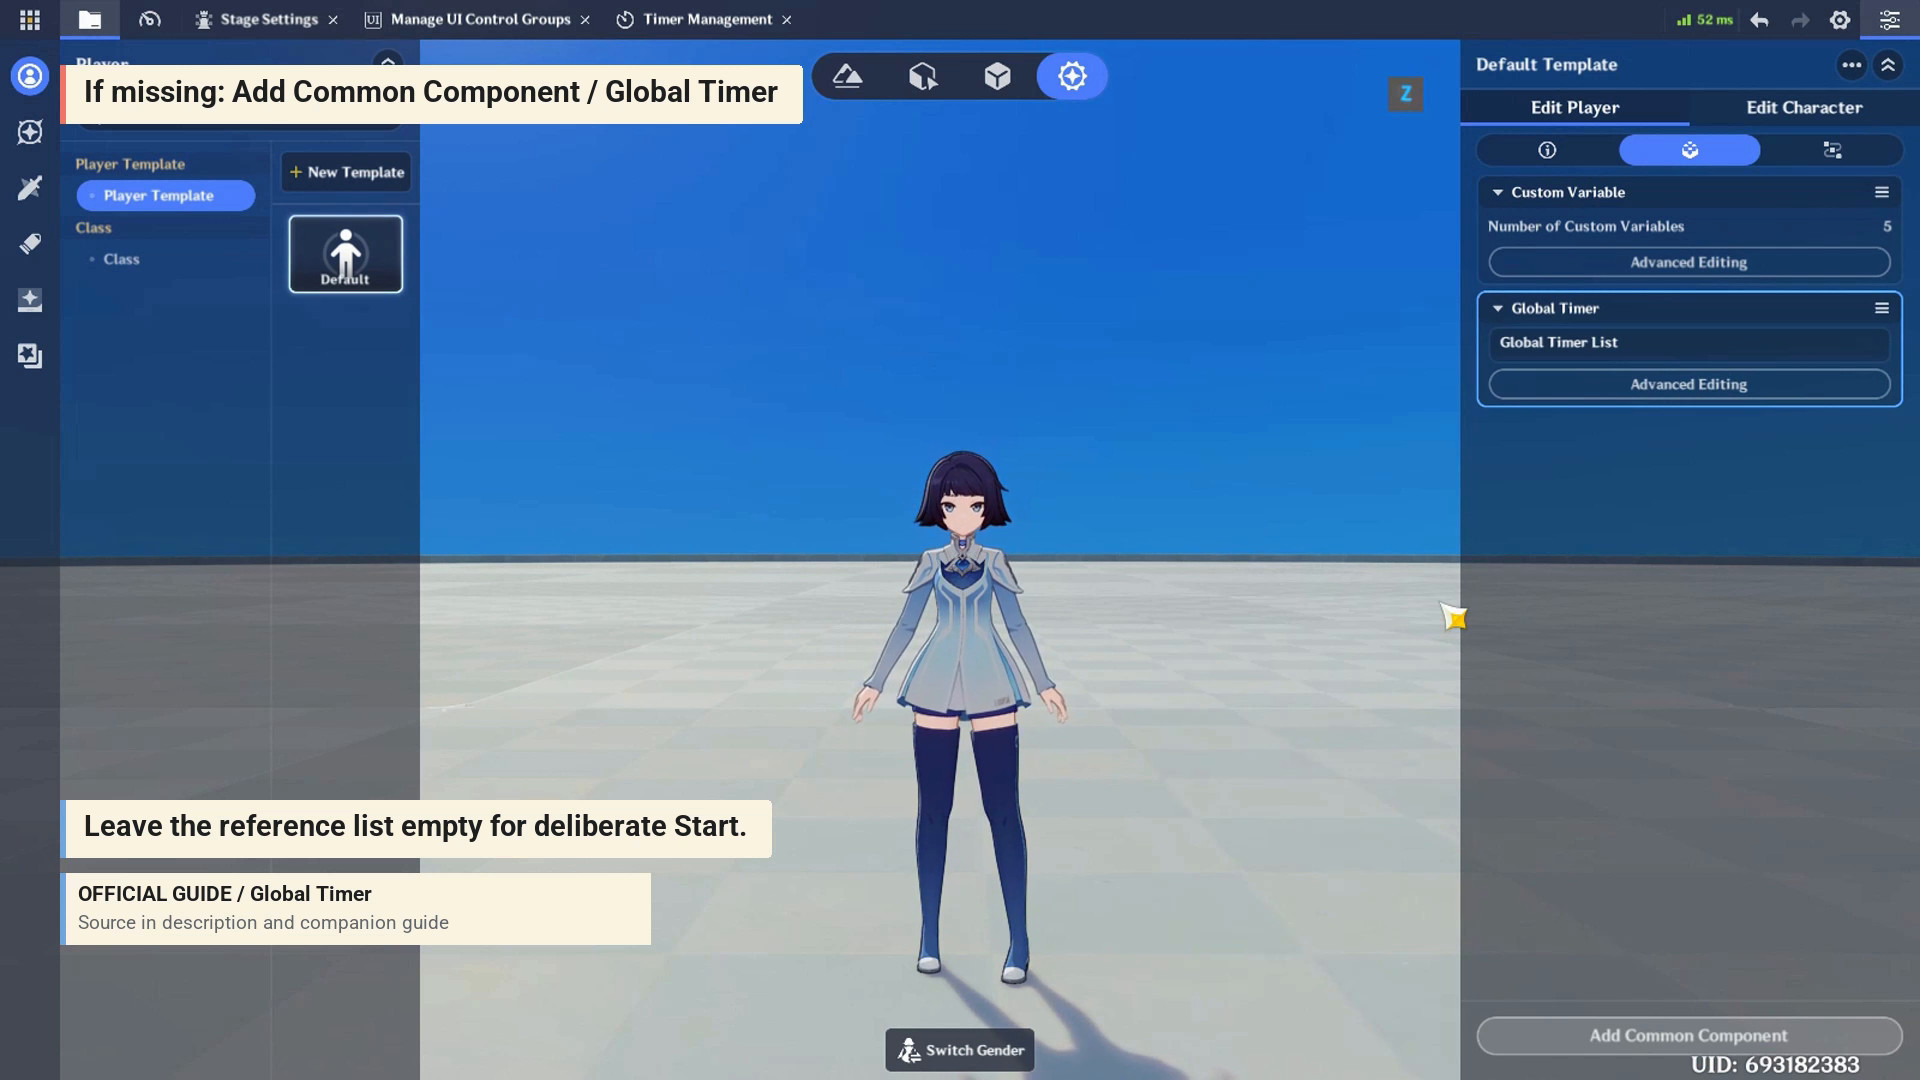 Stage Settings
Manage UI Control Groups
Timer Management
52 ms
Player
If missing: Add Common Component / Global Timer
Player Template
Player Template
Class
Class
+ New Template
Default
Z
Default Template
Edit Player
Edit Character
Custom Variable
Number of Custom Variables 5
Advanced Editing
Global Timer
Global Timer List
Advanced Editing
Leave the reference list empty for deliberate Start.
OFFICIAL GUIDE / Global Timer
Source in description and companion guide
Switch Gender
Add Common Component
UID: 693182383